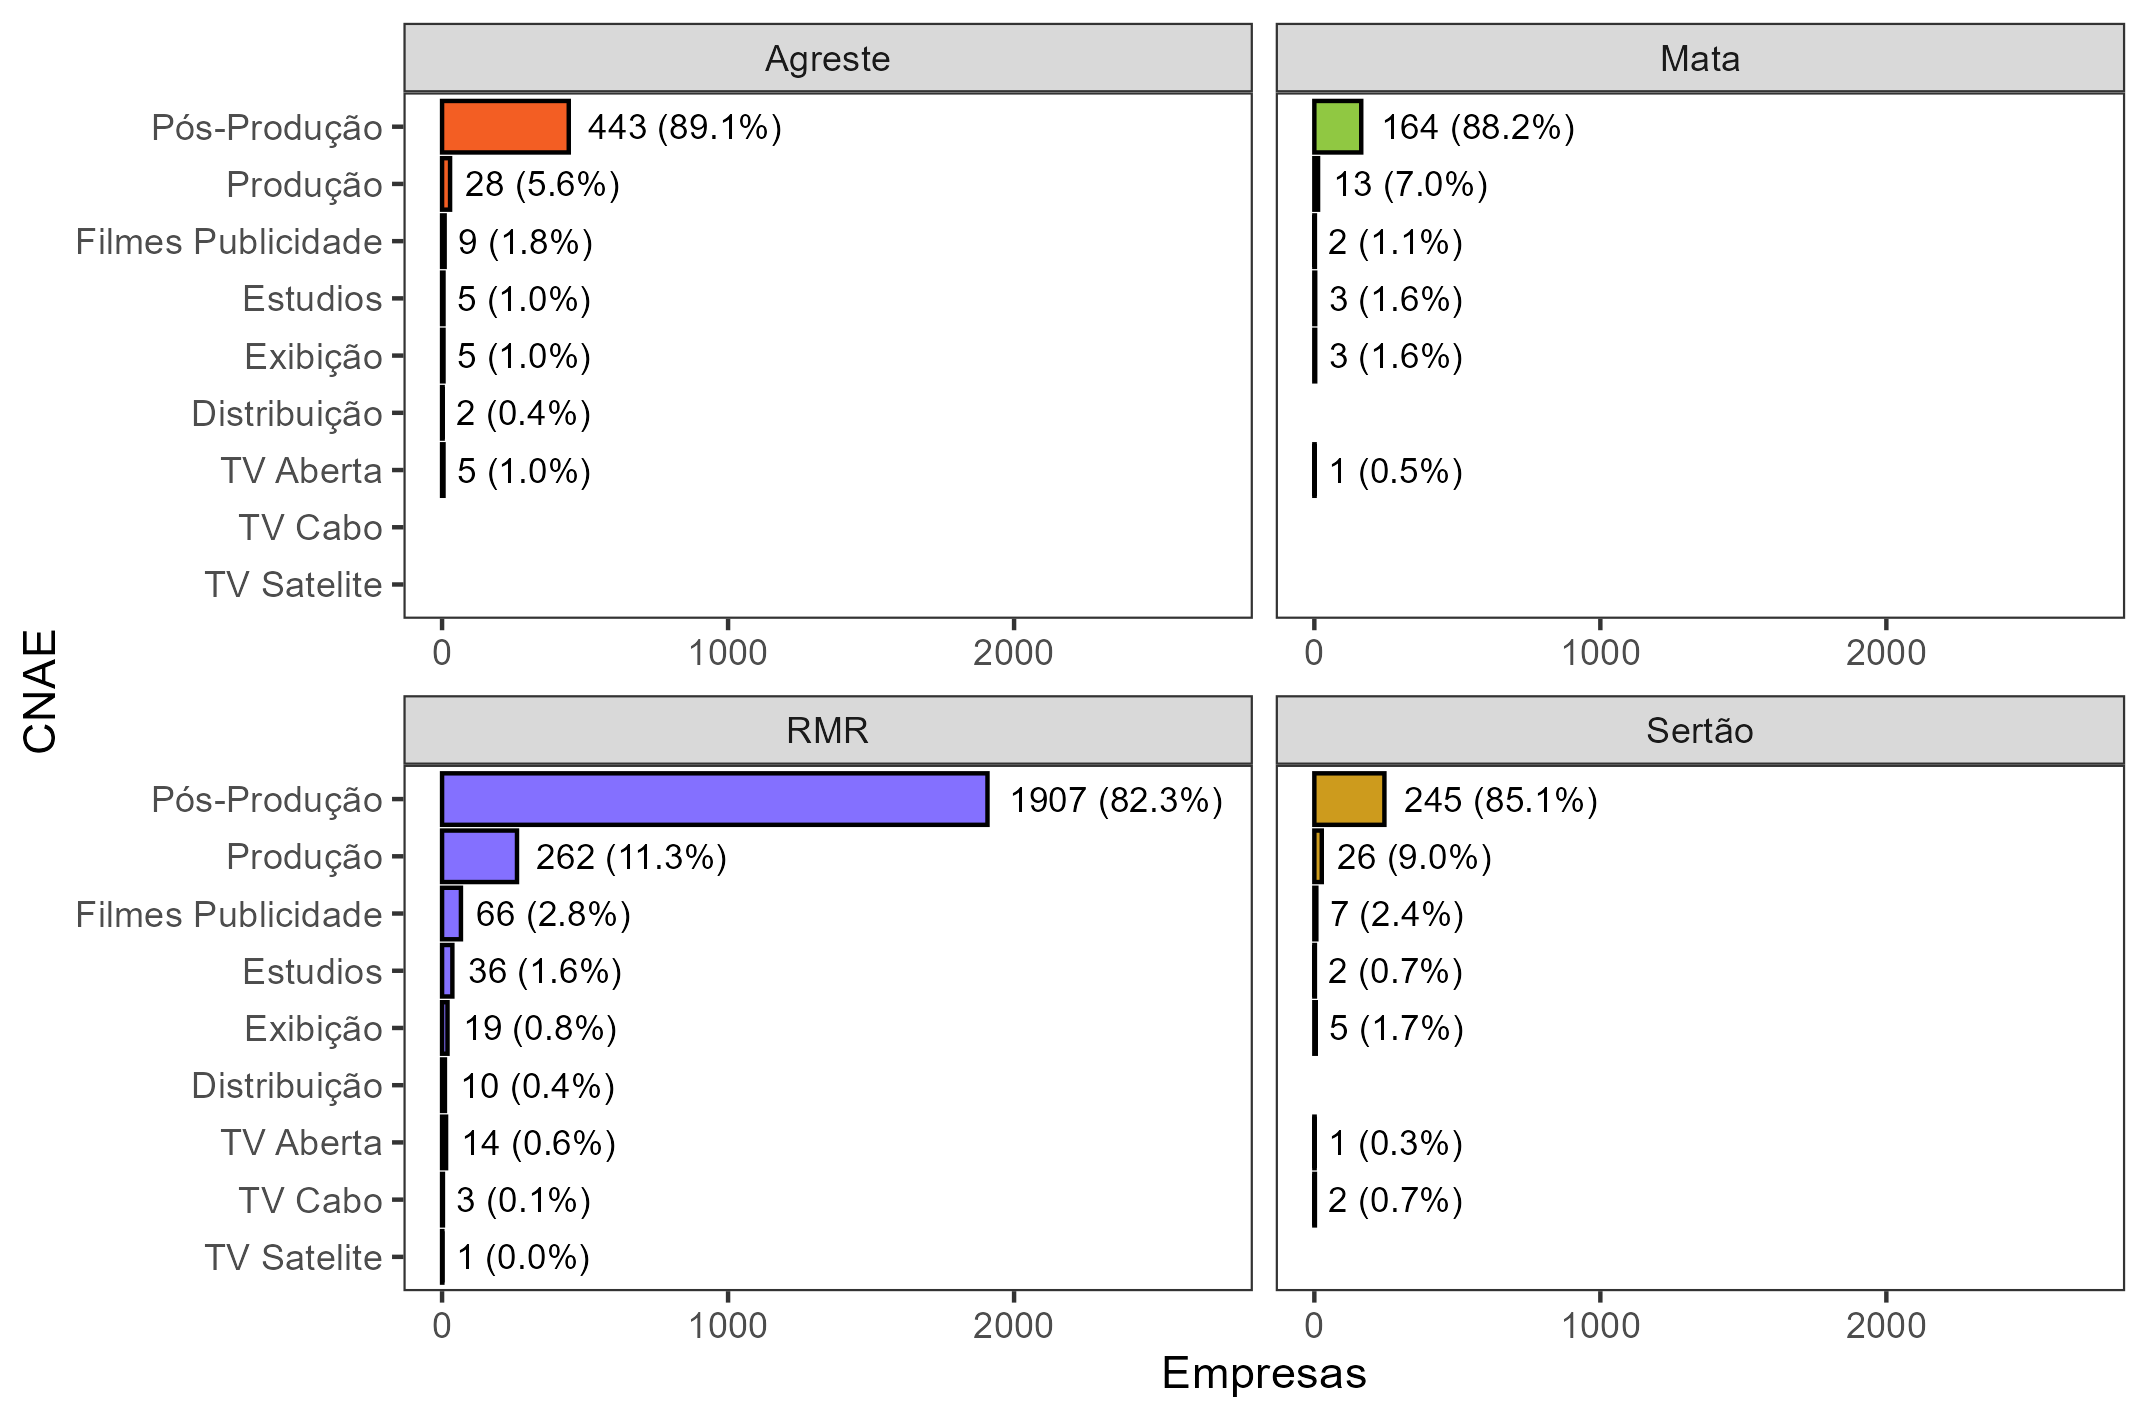 Agreste
Mata
Pós-Produção
443 (89.1%)
164 (88.2%)
Produção
28 (5.6%)
13 (7.0%)
Filmes Publicidade
9 (1.8%)
2 (1.1%)
Estudios
5 (1.0%)
3 (1.6%)
Exibição
5 (1.0%)
3 (1.6%)
Distribuição
2 (0.4%)
TV Aberta
5 (1.0%)
1 (0.5%)
TV Cabo
TV Satelite
0 1000 2000
0 1000 2000
CNAE
RMR
Sertão
Pós-Produção
1907 (82.3%)
245 (85.1%)
Produção
262 (11.3%)
26 (9.0%)
Filmes Publicidade
66 (2.8%)
7 (2.4%)
Estudios
36 (1.6%)
2 (0.7%)
Exibição
19 (0.8%)
5 (1.7%)
Distribuição
10 (0.4%)
TV Aberta
14 (0.6%)
1 (0.3%)
TV Cabo
3 (0.1%)
2 (0.7%)
TV Satelite
1 (0.0%)
0 1000 2000
0 1000 2000
Empresas